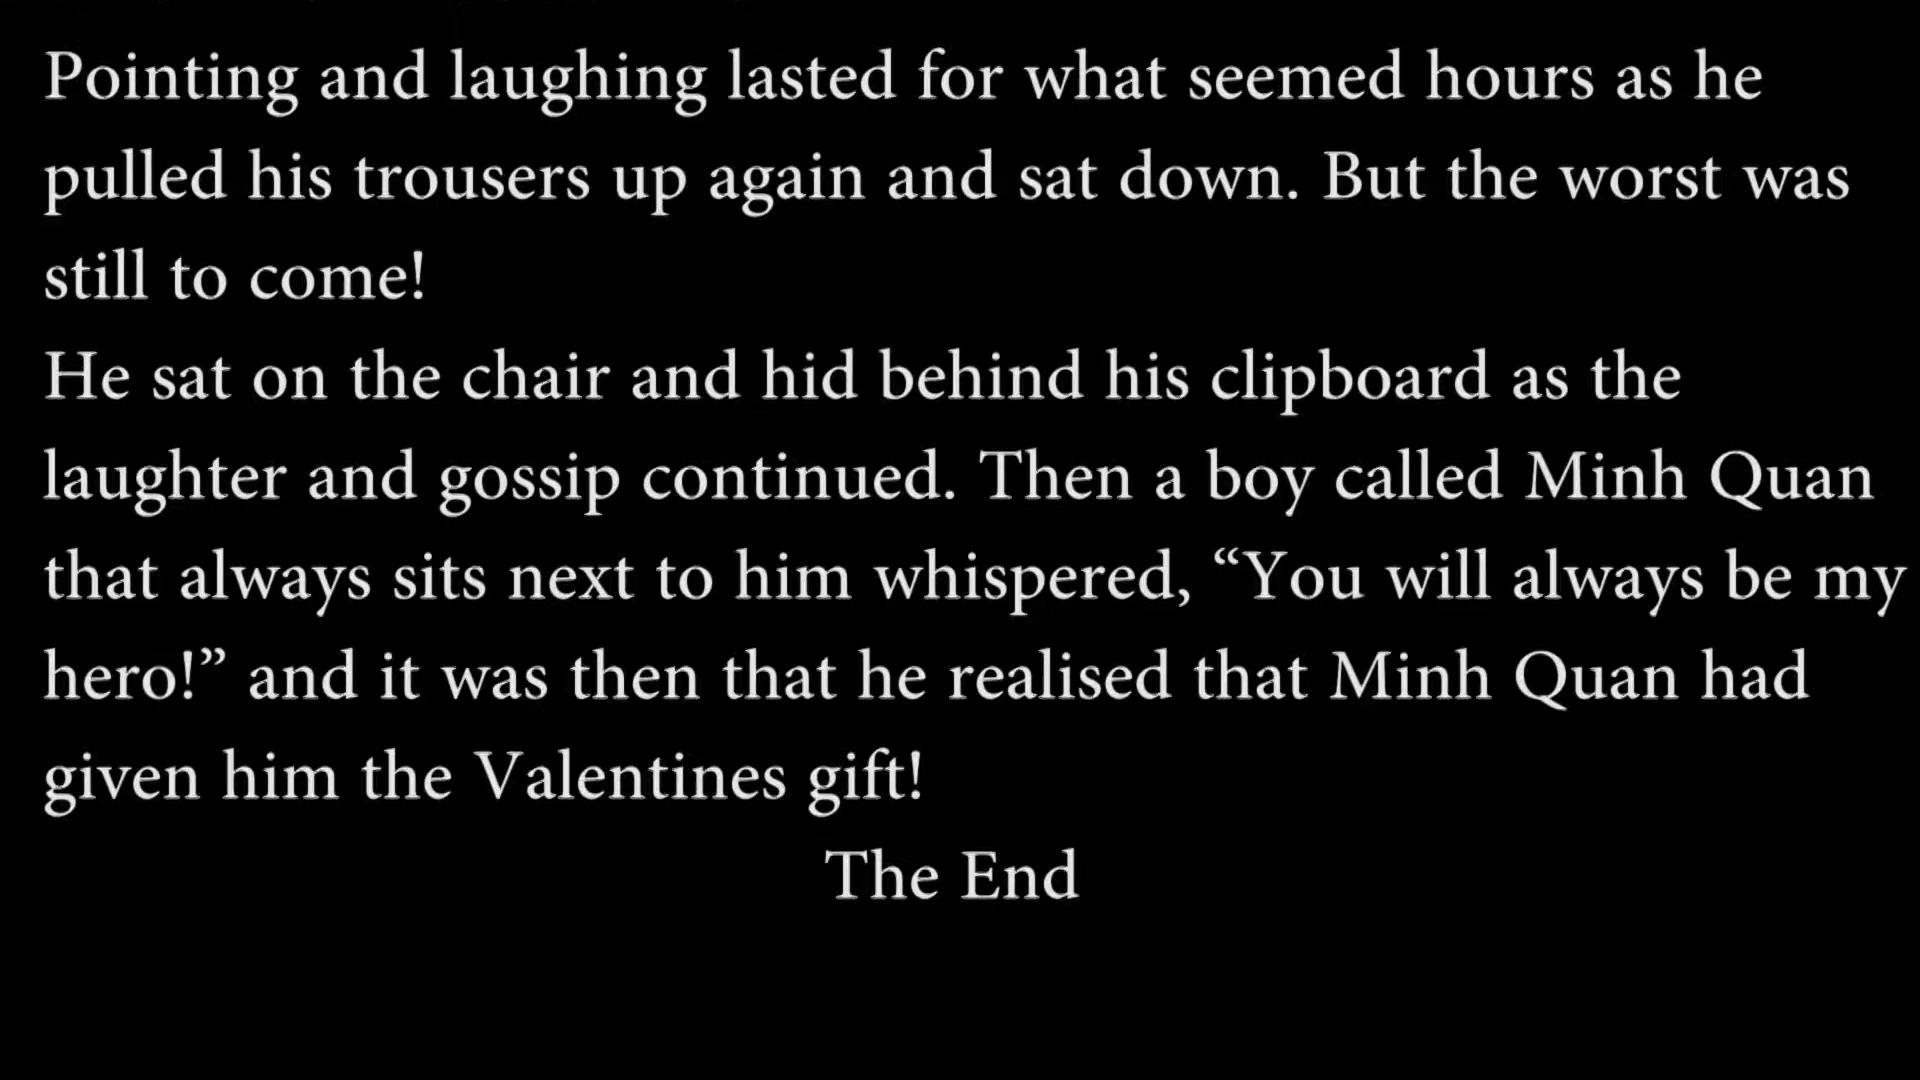 Pointing and laughing lasted for what seemed hours as he
pulled his trousers up again and sat down. But the worst was
still to come!
He sat on the chair and hid behind his clipboard as the
laughter and gossip continued. Then a boy called Minh Quan
that always sits next to him whispered, “You will always be my
hero!” and it was then that he realised that Minh Quan had
given him the Valentines gift!
The End